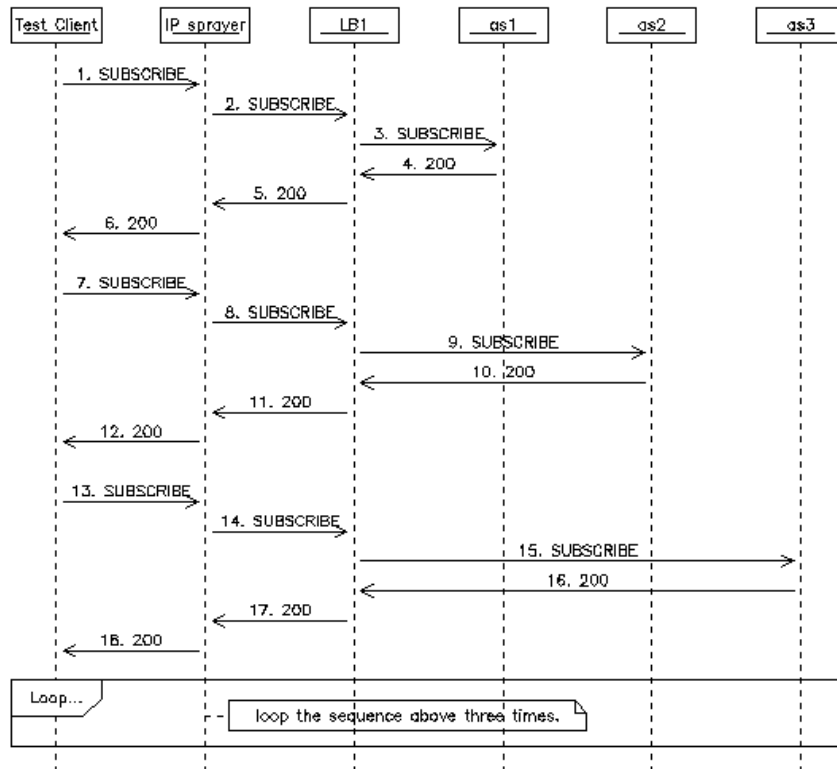 Test Client IP sprayer LB1 as1 as2 as3
1. SUBSCRIBE
2. SUBSCRIBE
3. SUBSCRIBE
4. 200
5. 200
6. 200
7. SUBSCRIBE
8. SUBSCRIBE
9. SUBSCRIBE
10. 200
11. 200
12. 200
13. SUBSCRIBE
14. SUBSCRIBE
15. SUBSCRIBE
16. 200
17. 200
18. 200
Loop...
loop the sequence above three times.